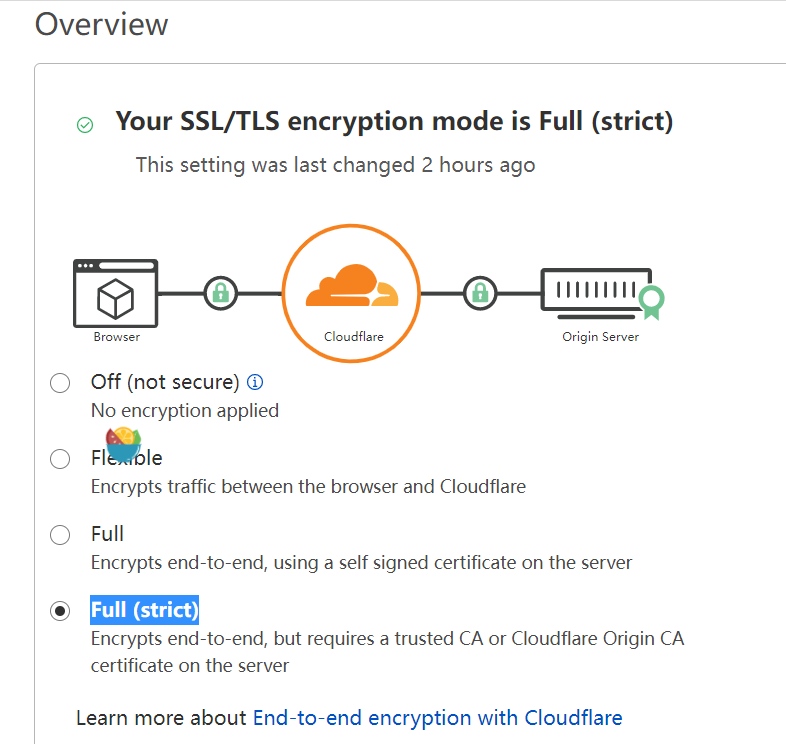 Overview
Your SSL/TLS encryption mode is Full (strict)
This setting was last changed 2 hours ago
Browser
Cloudflare
Origin Server
Off (not secure)
No encryption applied
Flexible
Encrypts traffic between the browser and Cloudflare
Full
Encrypts end-to-end, using a self signed certificate on the server
Full (strict)
Encrypts end-to-end, but requires a trusted CA or Cloudflare Origin CA
certificate on the server
Learn more about End-to-end encryption with Cloudflare